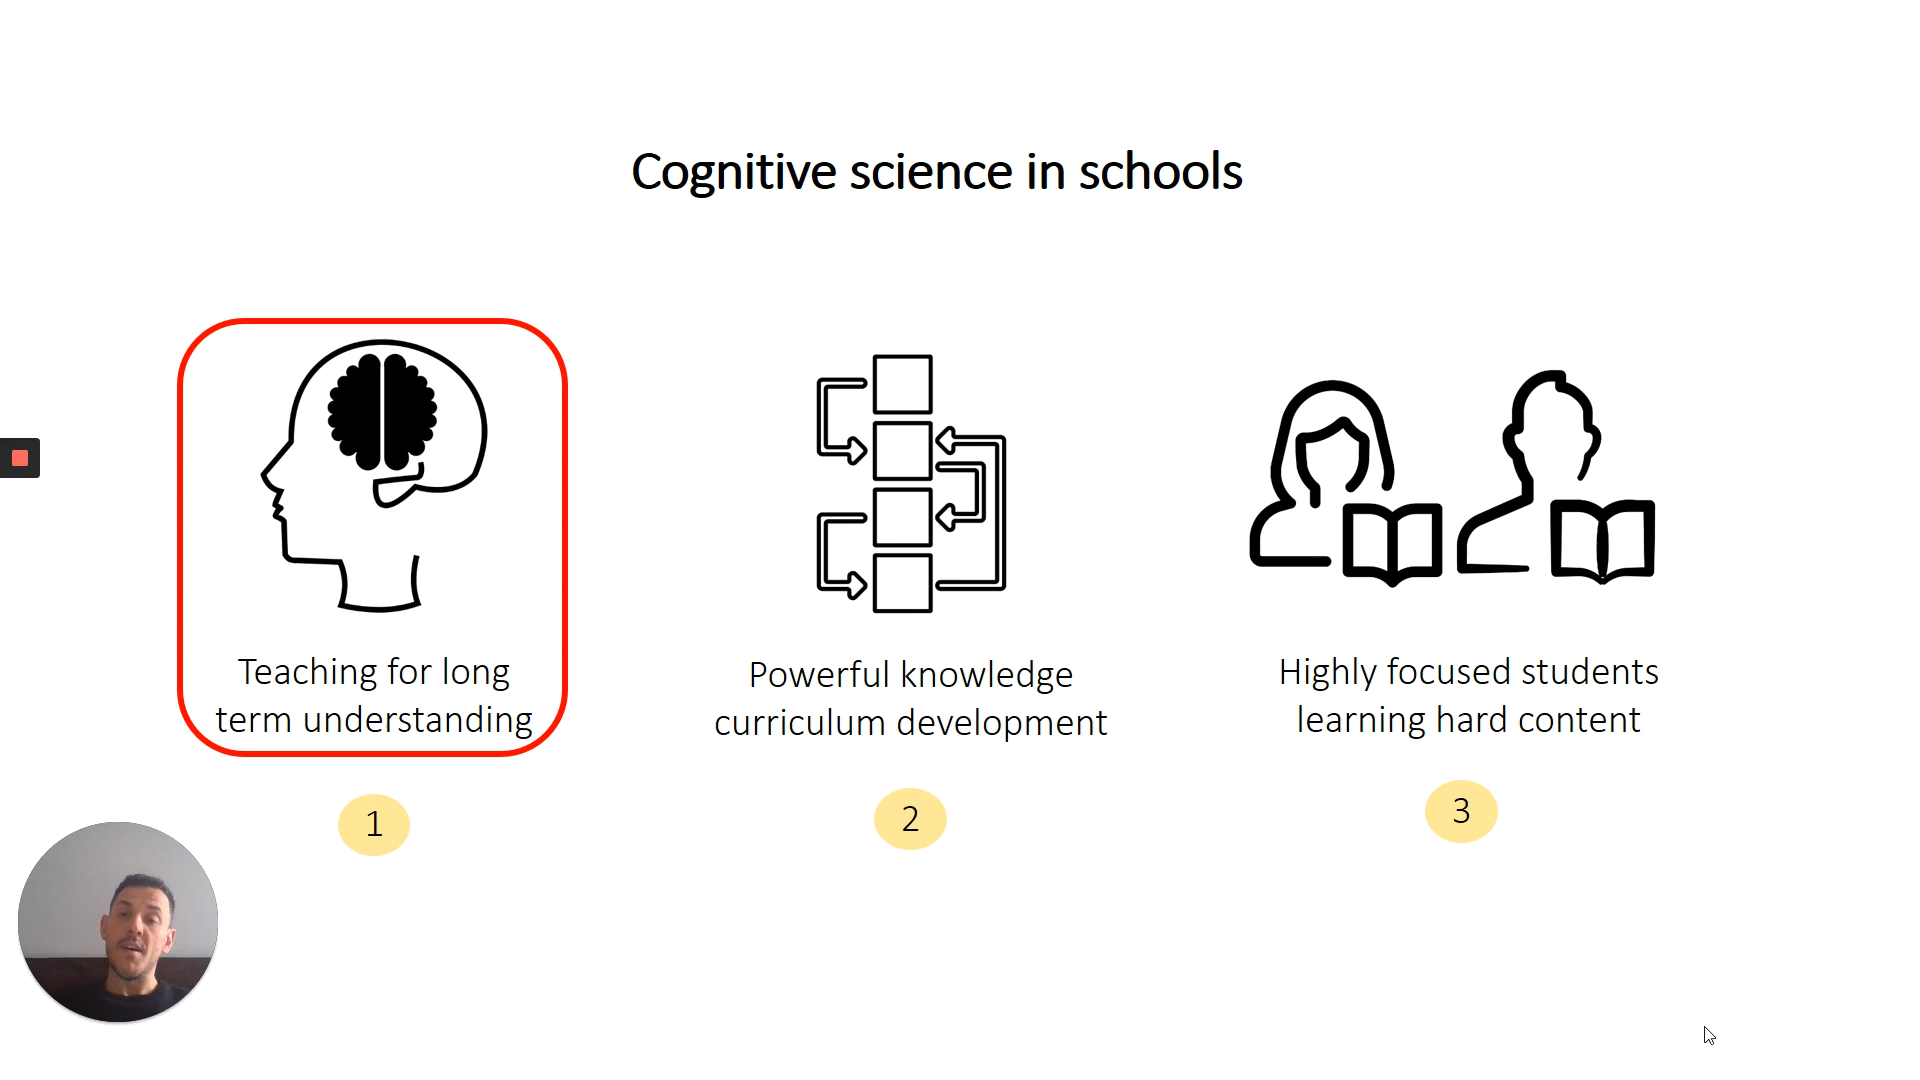 Cognitive science in schools
Teaching for long
term understanding
1
Powerful knowledge
curriculum development
2
Highly focused students
learning hard content
3